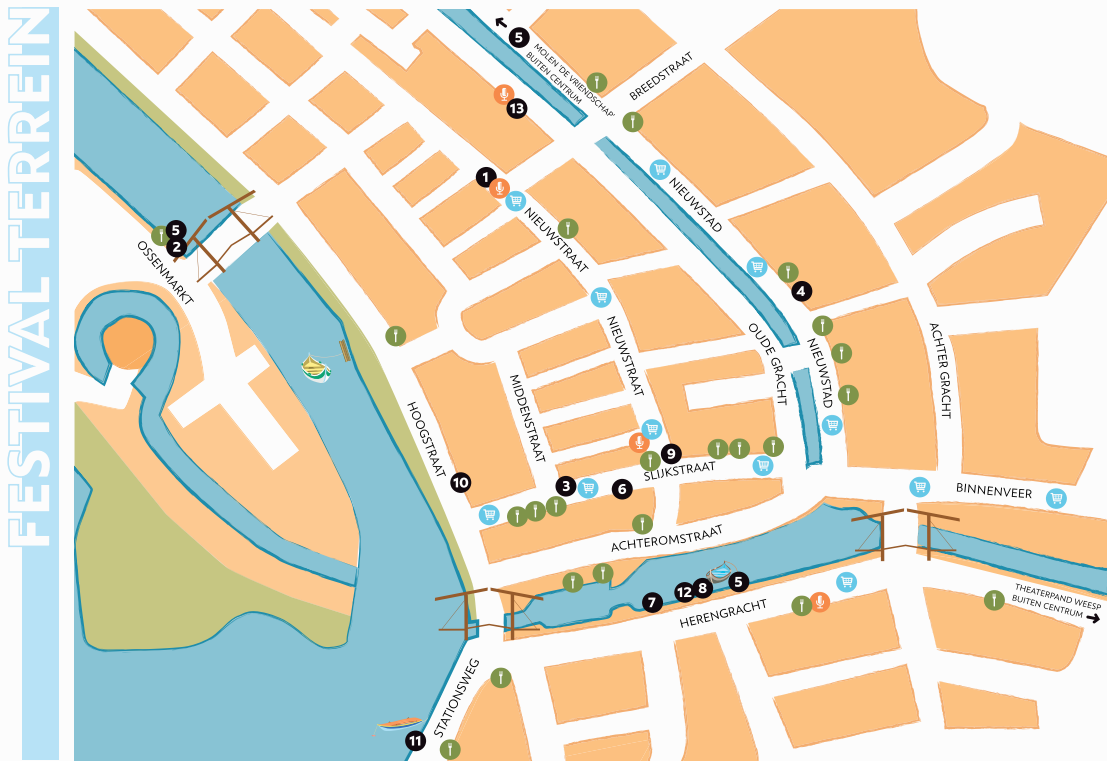 FESTIVAL TERREIN
5
MOLEN 'DE VRIENDSCHAP'
BUITEN CENTRUM
BREEDSTRAAT
13
1
NIEUWSTRAAT
NIEUWSTAD
5
2
OSSENMARKT
4
NIEUWSTRAAT
OUDE GRACHT
NIEUWSTAD
ACHTER GRACHT
MIDDENSTRAAT
HOOGSTRAAT
9
SLIJKSTRAAT
10
3
6
BINNENVEER
ACHTEROMSTRAAT
7
12
8
5
HERENGRACHT
THEATERPAND WEESP
BUITEN CENTRUM
STATIONSWEG
11